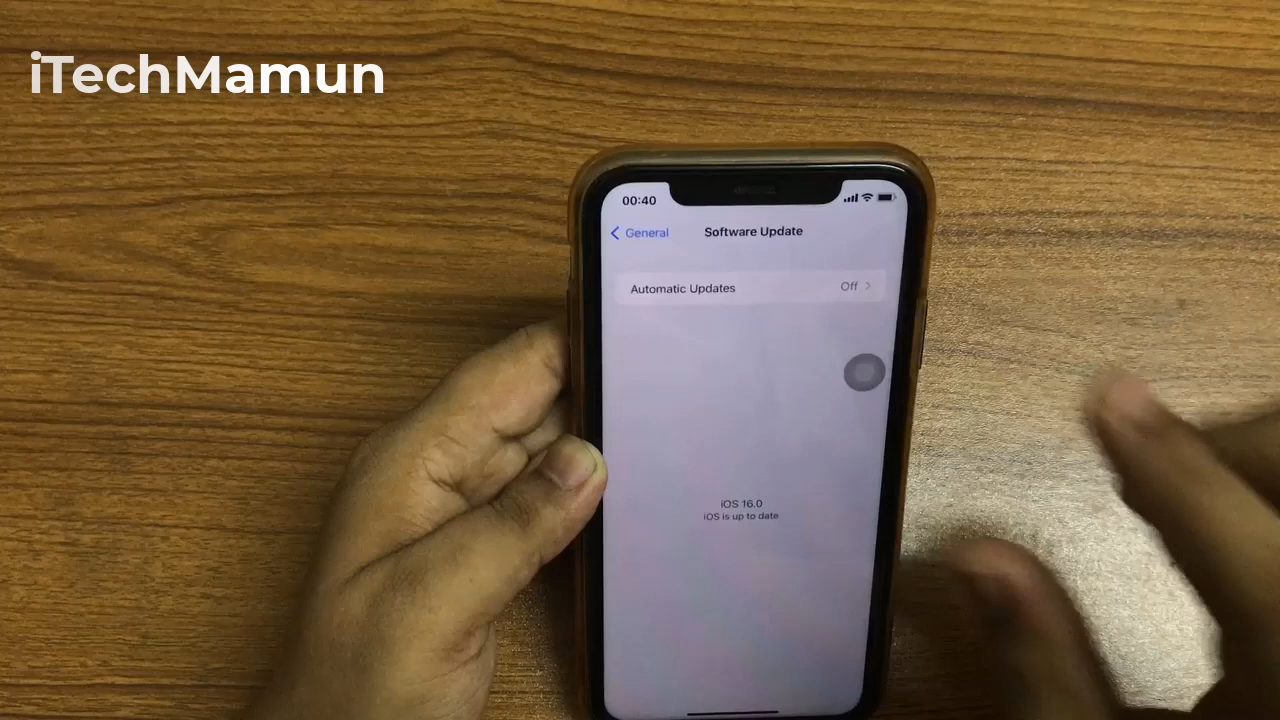 iTechMamun
00:40
General
Software Update
Automatic Updates
Off
iOS 16.0
iOS is up to date